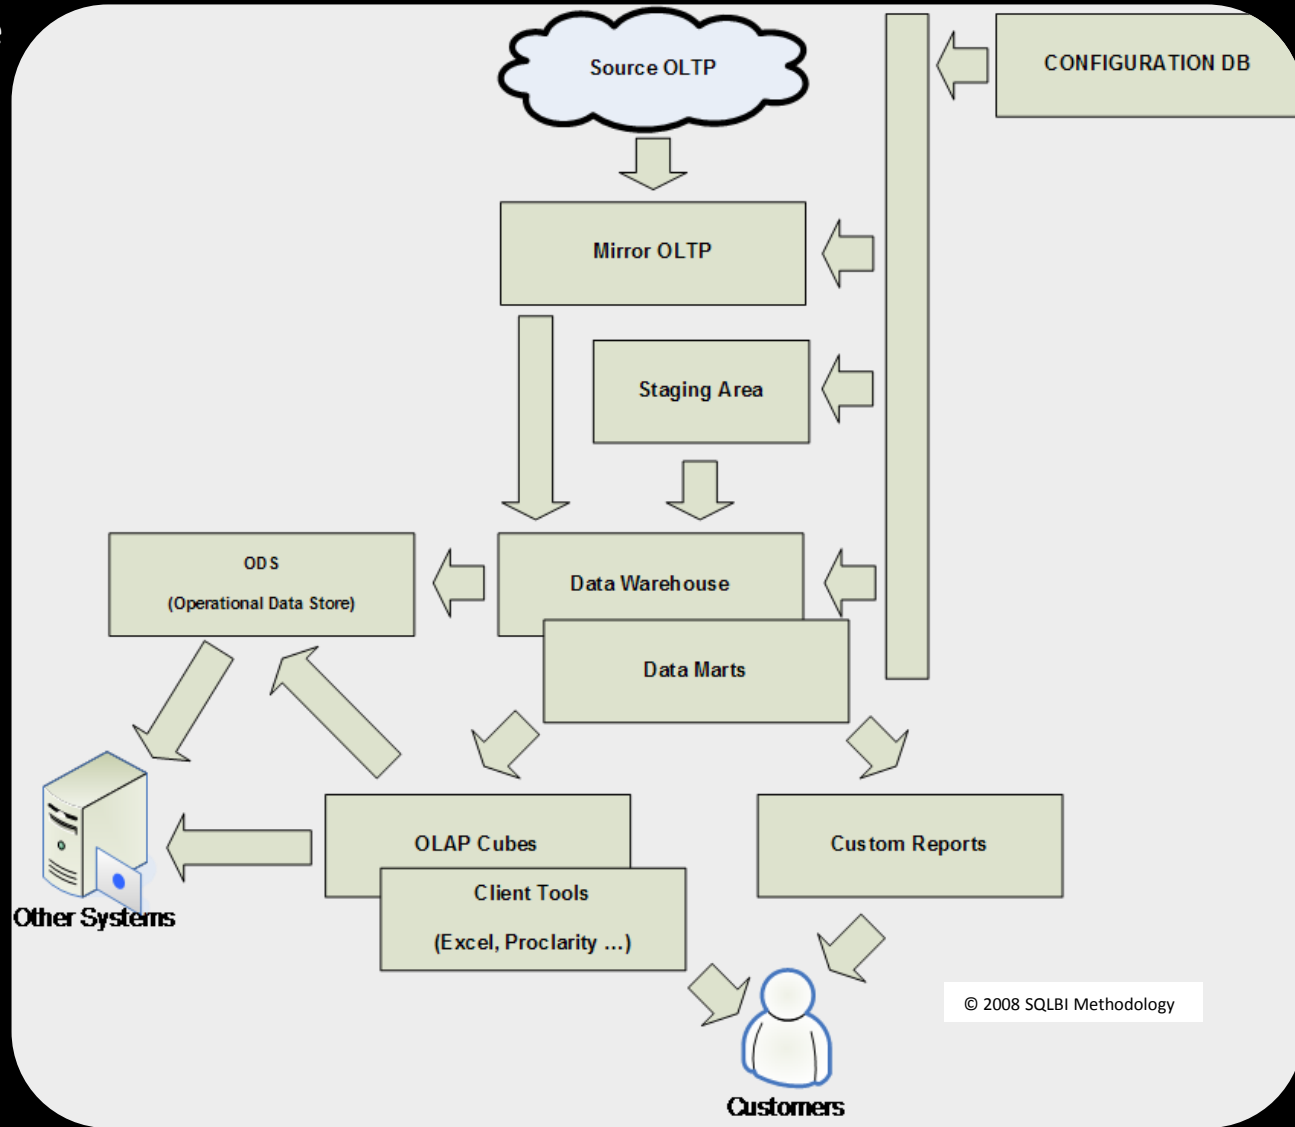 Source OLTP
CONFIGURATION DB
Mirror OLTP
Staging Area
ODS
(Operational Data Store)
Data Warehouse
Data Marts
OLAP Cubes
Custom Reports
Client Tools
(Excel, Proclarity ...)
Other Systems
© 2008 SQLBI Methodology
Customers